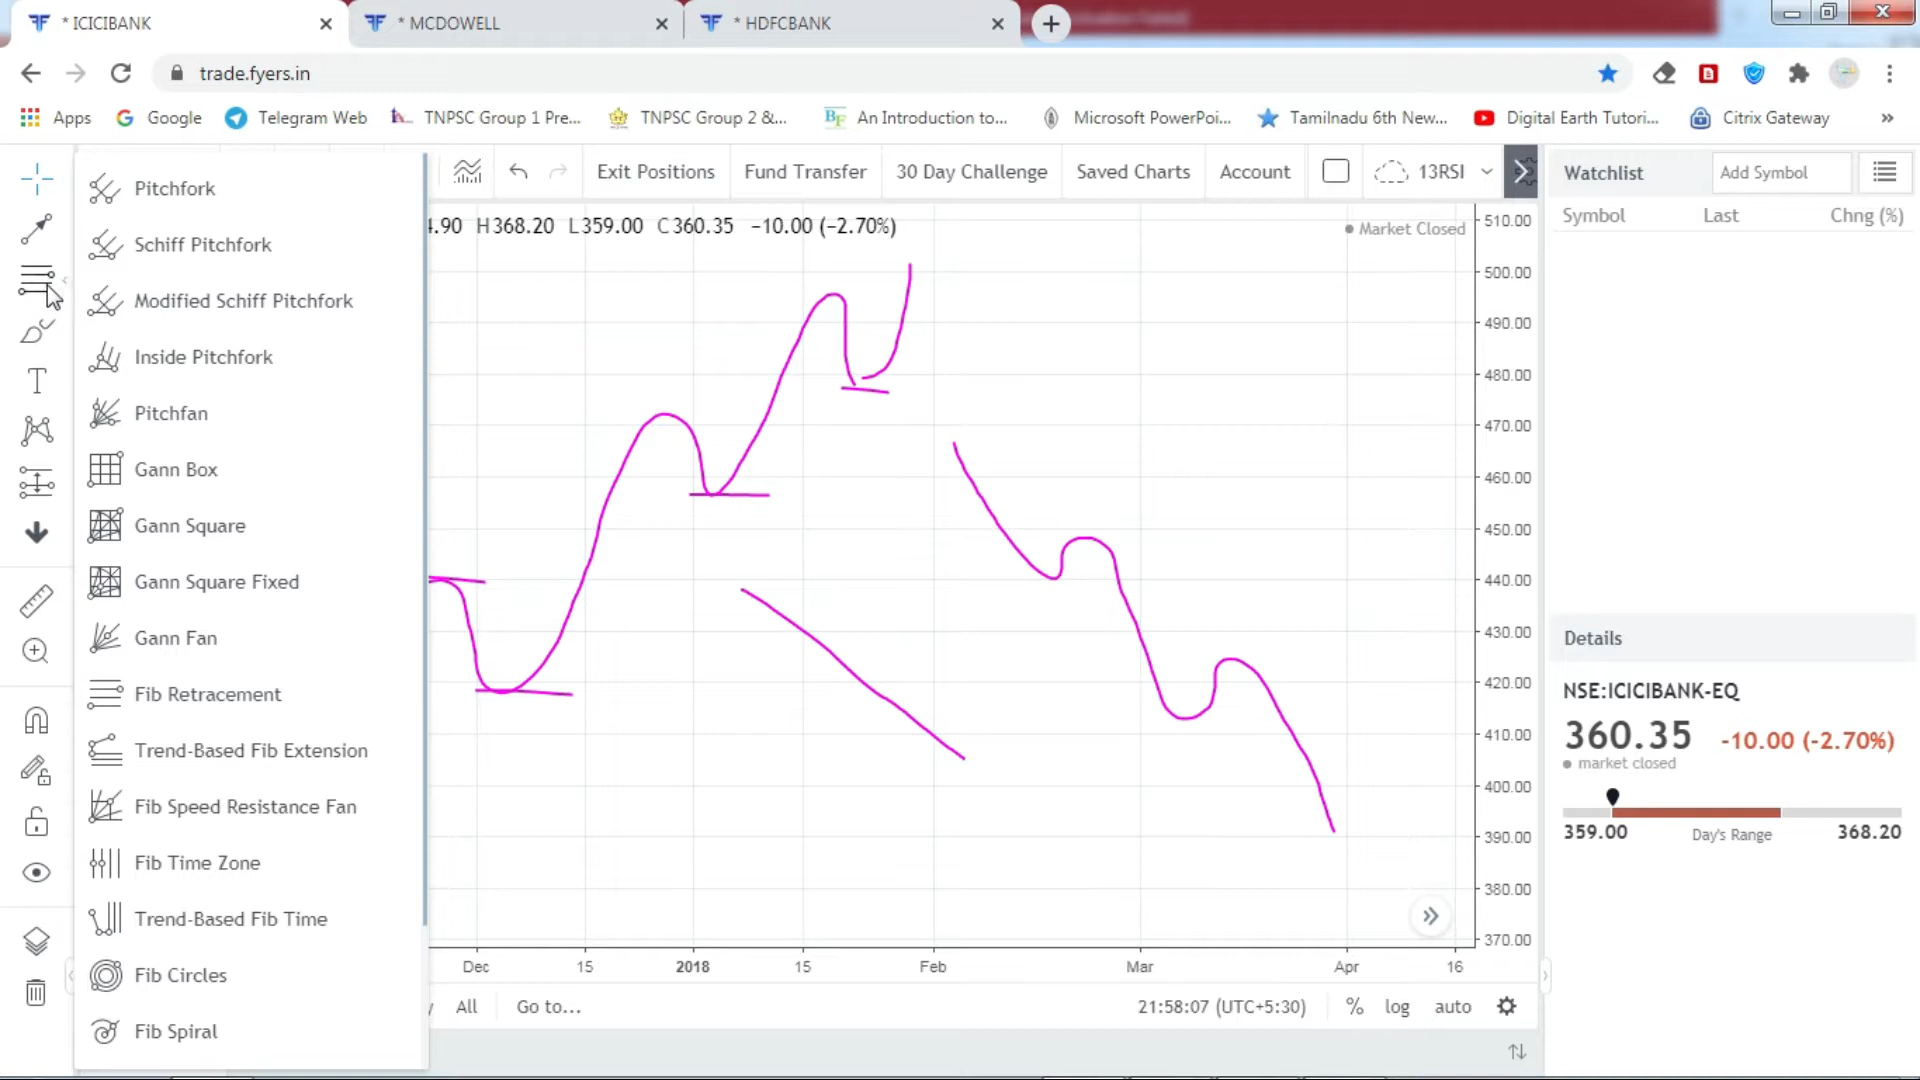 * ICICIBANK
* MCDOWELL
* HDFCBANK
trade.fyers.in
Apps
Google
Telegram Web
TNPSC Group 1 Pre...
TNPSC Group 2 &...
An Introduction to...
Microsoft PowerPoi...
Tamilnadu 6th New...
Digital Earth Tutori...
Citrix Gateway
»
Exit Positions
Fund Transfer
30 Day Challenge
Saved Charts
Account
13RSI
Watchlist
Add Symbol
Symbol Last Chng (%)
4.90 H368.20 L359.00 C360.35 −10.00 (−2.70%)
Market Closed
Pitchfork
Schiff Pitchfork
Modified Schiff Pitchfork
Inside Pitchfork
Pitchfan
Gann Box
Gann Square
Gann Square Fixed
Gann Fan
Fib Retracement
Trend-Based Fib Extension
Fib Speed Resistance Fan
Fib Time Zone
Trend-Based Fib Time
Fib Circles
Fib Spiral
510.00
500.00
490.00
480.00
470.00
460.00
450.00
440.00
430.00
420.00
410.00
400.00
390.00
380.00
370.00
Dec 15 2018 15 Feb Mar Apr 16
All Go to... 21:58:07 (UTC+5:30) % log auto
Details
NSE:ICICIBANK-EQ
360.35 -10.00 (-2.70%)
market closed
359.00 Day's Range 368.20